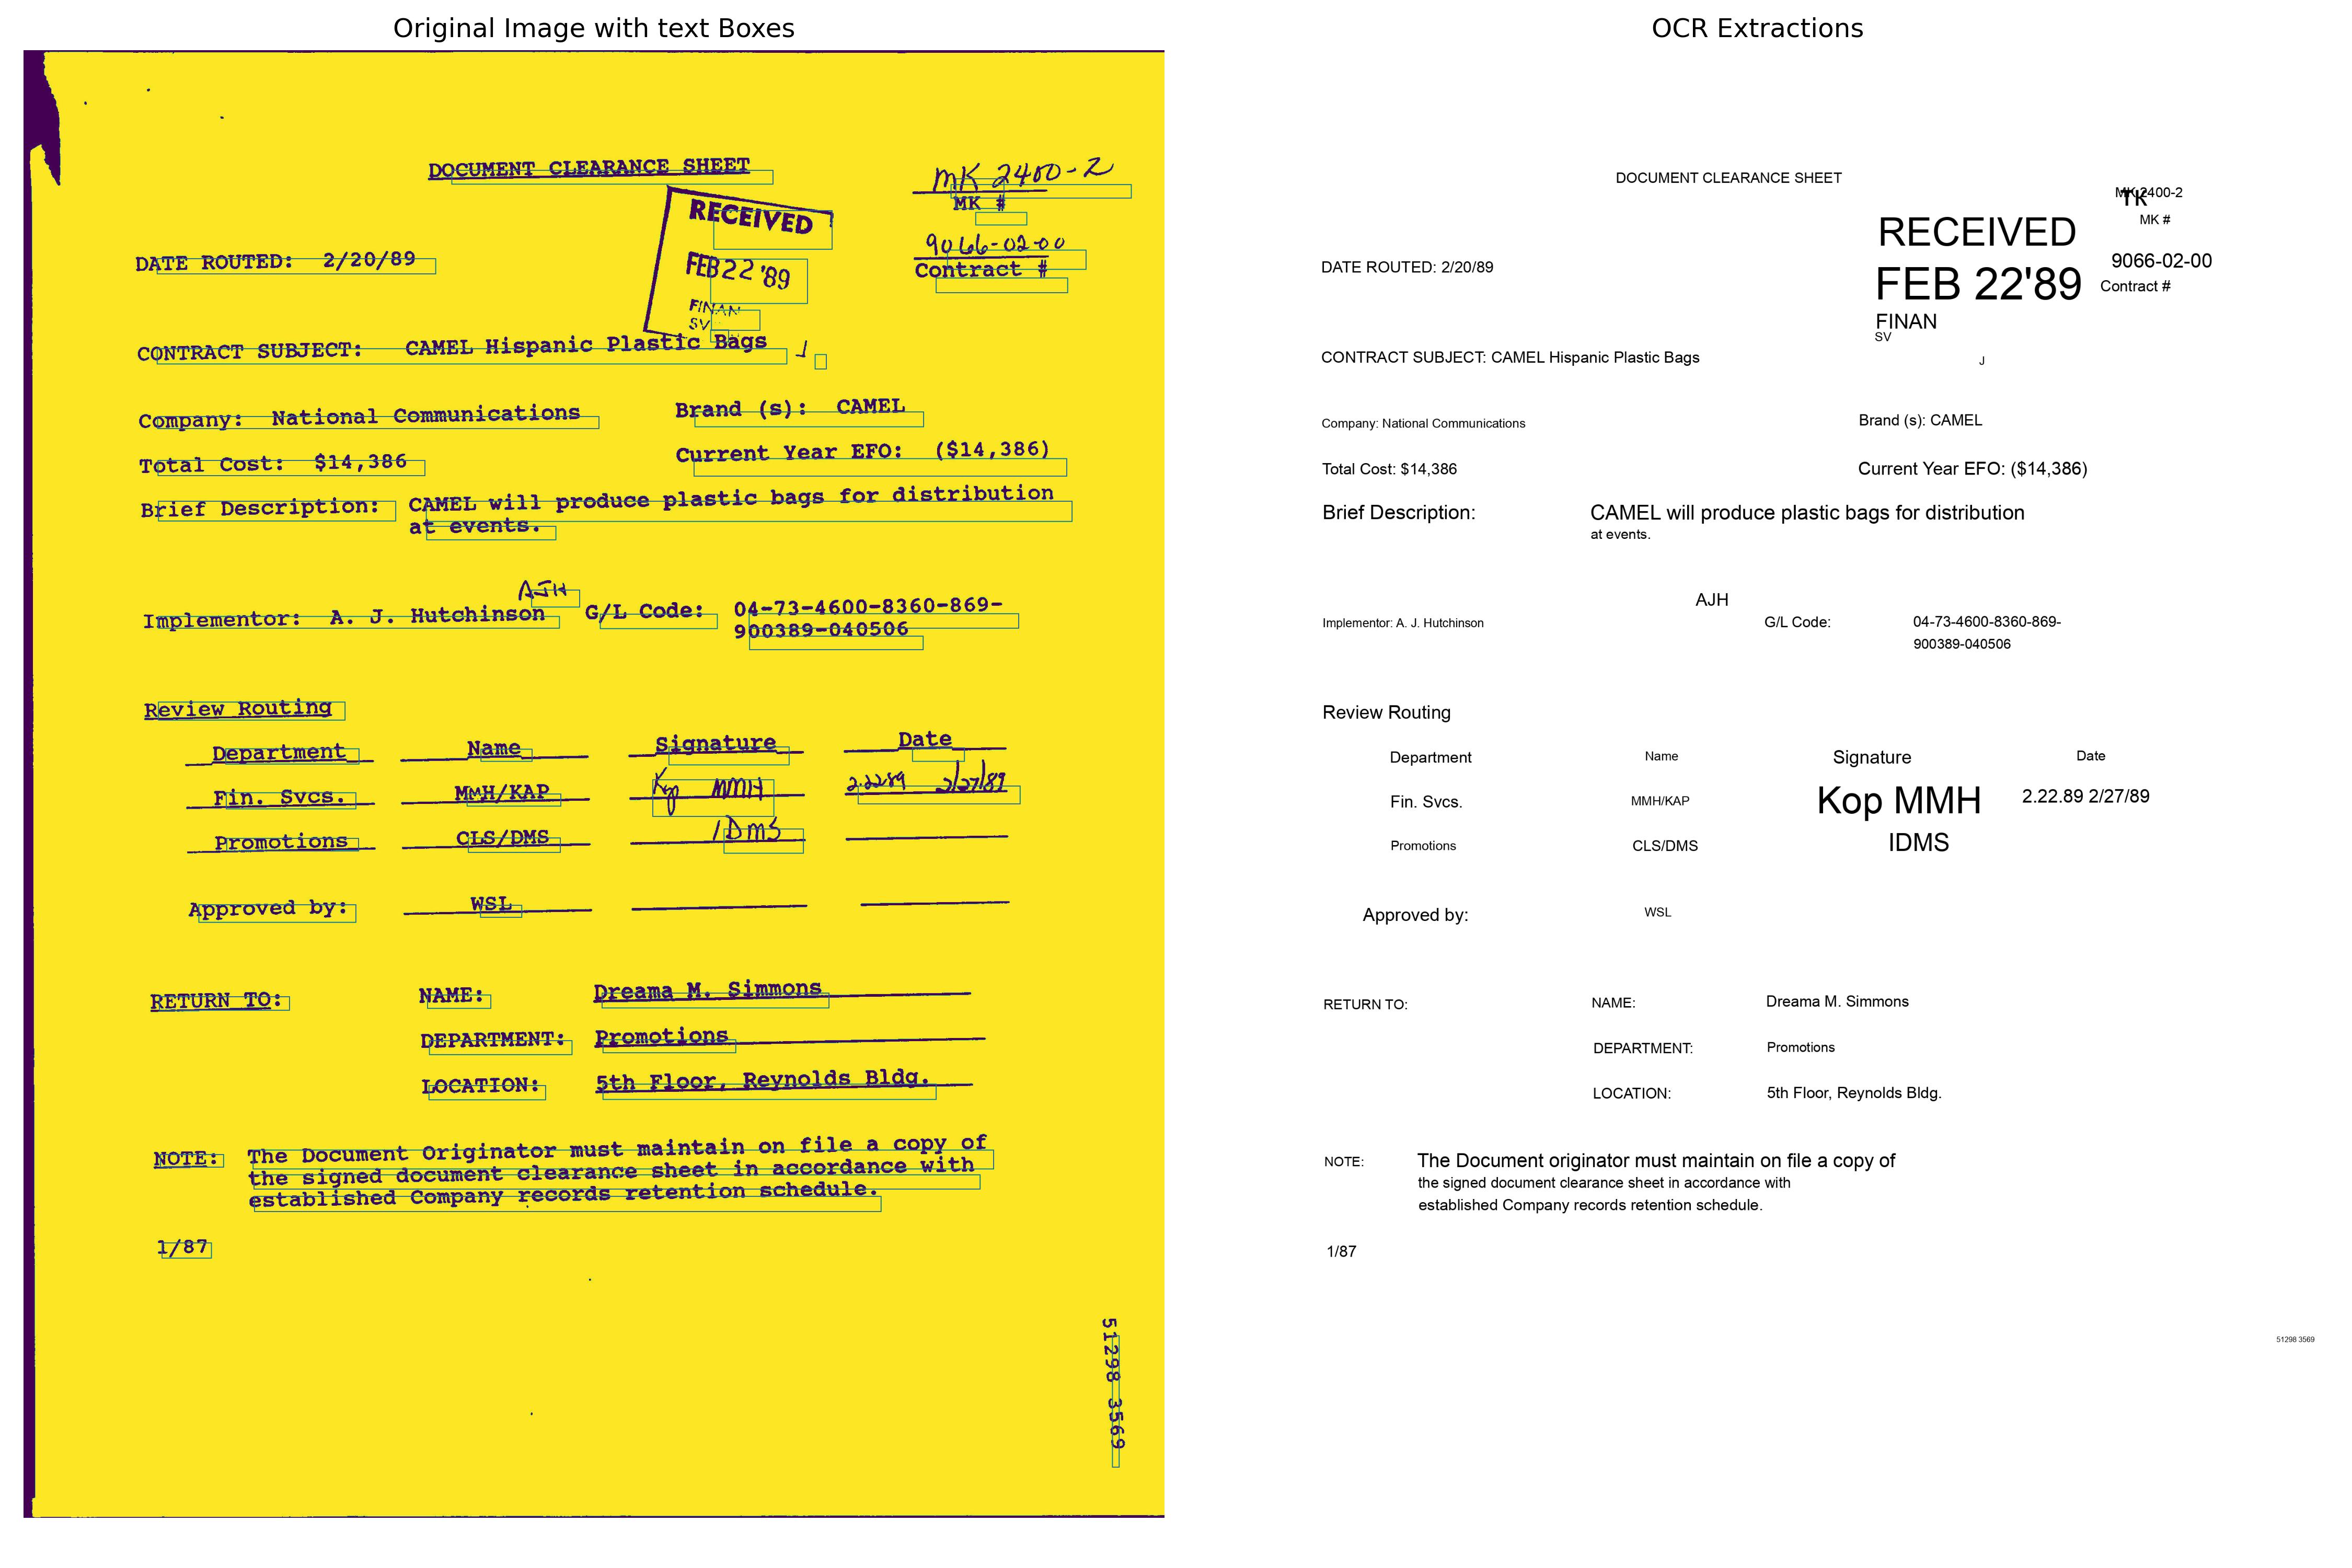 Original Image with text Boxes
DOCUMENT CLEARANCE SHEET
MK 2400-2
MK #
RECEIVED
9066-02-00
Contract #
DATE ROUTED: 2/20/89
FEB 22 '89
FINAN
SV
CONTRACT SUBJECT: CAMEL Hispanic Plastic Bags
Company: National Communications Brand (s): CAMEL
Total Cost: $14,386 Current Year EFO: ($14,386)
Brief Description: CAMEL will produce plastic bags for distribution
at events.
AJH
Implementor: A. J. Hutchinson G/L Code: 04-73-4600-8360-869-
900389-040506
Review Routing
Department Name Signature Date
Fin. Svcs. MMH/KAP MMH 2.22.89 2/27/89
Promotions CLS/DMS DMS
Approved by: WSL
RETURN TO: NAME: Dreama M. Simmons
DEPARTMENT: Promotions
LOCATION: 5th Floor, Reynolds Bldg.
NOTE: The Document Originator must maintain on file a copy of
the signed document clearance sheet in accordance with
established Company records retention schedule.
1/87
51298 3569
OCR Extractions
DOCUMENT CLEARANCE SHEET
MK 2400-2
TK
MK #
RECEIVED
9066-02-00
DATE ROUTED: 2/20/89
FEB 22'89
Contract #
FINAN
SV
CONTRACT SUBJECT: CAMEL Hispanic Plastic Bags
J
Company: National Communications Brand (s): CAMEL
Total Cost: $14,386 Current Year EFO: ($14,386)
Brief Description: CAMEL will produce plastic bags for distribution
at events.
AJH
Implementor: A. J. Hutchinson G/L Code: 04-73-4600-8360-869-
900389-040506
Review Routing
Department Name Signature Date
Fin. Svcs. MMH/KAP Kop MMH 2.22.89 2/27/89
Promotions CLS/DMS IDMS
Approved by: WSL
RETURN TO: NAME: Dreama M. Simmons
DEPARTMENT: Promotions
LOCATION: 5th Floor, Reynolds Bldg.
NOTE: The Document originator must maintain on file a copy of
the signed document clearance sheet in accordance with
established Company records retention schedule.
1/87
51298 3569